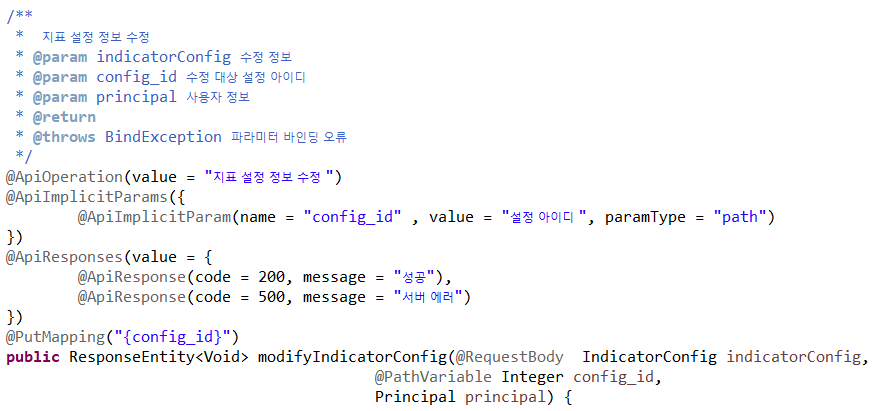 /**
 *  지표 설정 정보 수정
 * @param indicatorConfig 수정 정보
 * @param config_id 수정 대상 설정 아이디
 * @param principal 사용자 정보
 * @return
 * @throws BindException 파라미터 바인딩 오류
 */
@ApiOperation(value = "지표 설정 정보 수정 ")
@ApiImplicitParams({
        @ApiImplicitParam(name = "config_id" , value = "설정 아이디 ", paramType = "path")
})
@ApiResponses(value = {
        @ApiResponse(code = 200, message = "성공"),
        @ApiResponse(code = 500, message = "서버 에러")
})
@PutMapping("{config_id}")
public ResponseEntity<Void> modifyIndicatorConfig(@RequestBody  IndicatorConfig indicatorConfig,
                                        @PathVariable Integer config_id,
                                        Principal principal) {